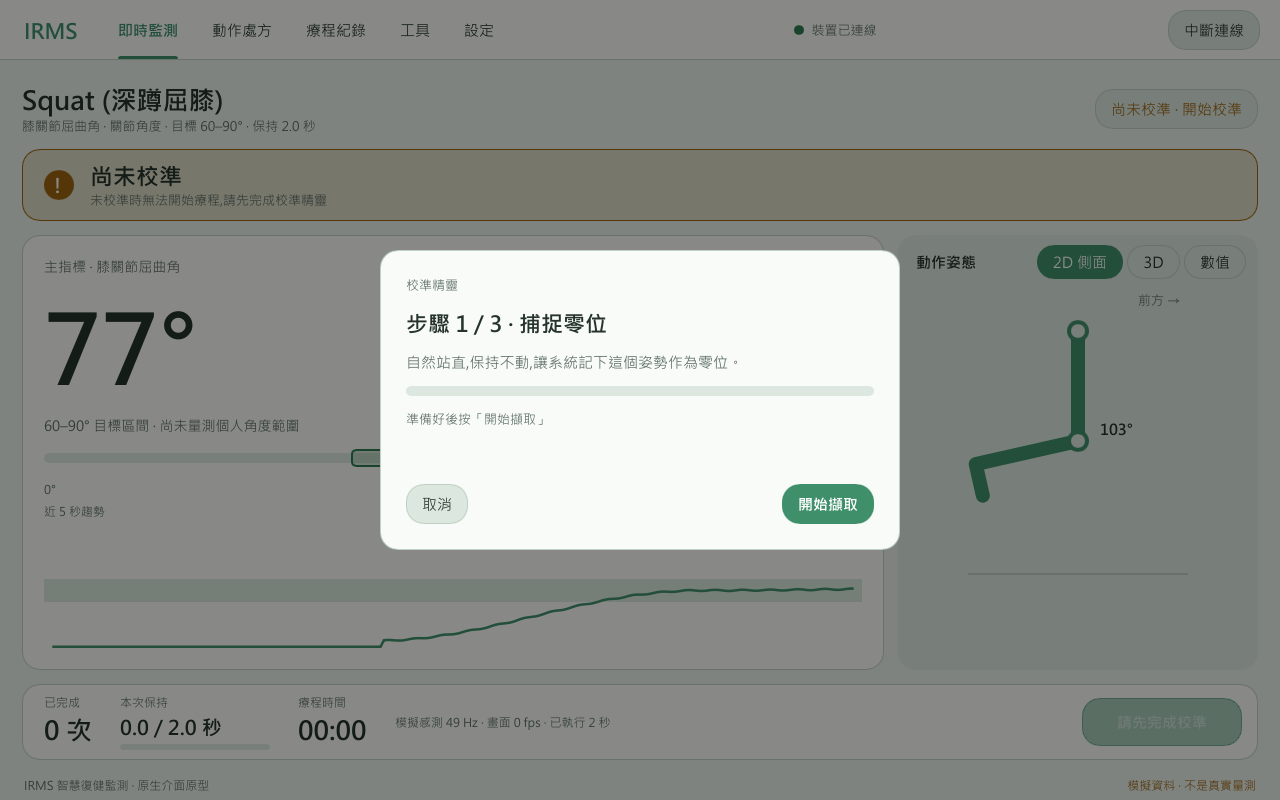 IRMS 即時監測 動作處方 療程紀錄 工具 設定 裝置已連線 中斷連線
Squat (深蹲屈膝)
膝關節屈曲角 · 關節角度 · 目標 60–90° · 保持 2.0 秒
尚未校準 · 開始校準
!
尚未校準
未校準時無法開始療程,請先完成校準精靈
主指標 · 膝關節屈曲角
77°
60–90° 目標區間 · 尚未量測個人角度範圍
0°
近 5 秒趨勢
校準精靈
步驟 1 / 3 · 捕捉零位
自然站直,保持不動,讓系統記下這個姿勢作為零位。
準備好後按「開始擷取」
取消
開始擷取
動作姿態 2D 側面 3D 數值
前方 →
103°
已完成
0 次
本次保持
0.0 / 2.0 秒
療程時間
00:00
模擬感測 49 Hz · 畫面 0 fps · 已執行 2 秒
請先完成校準
IRMS 智慧復健監測 · 原生介面原型
模擬資料 · 不是真實量測